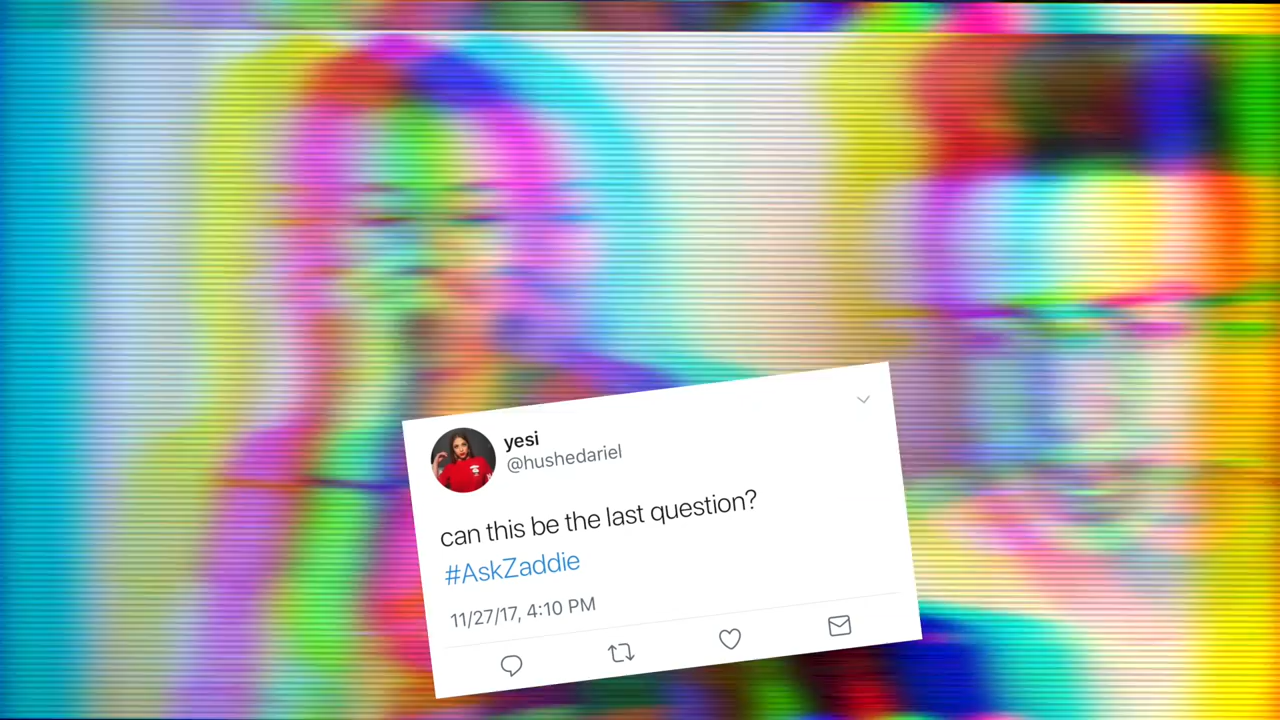 yesi
@hushedariel
can this be the last question?
#AskZaddie
11/27/17, 4:10 PM